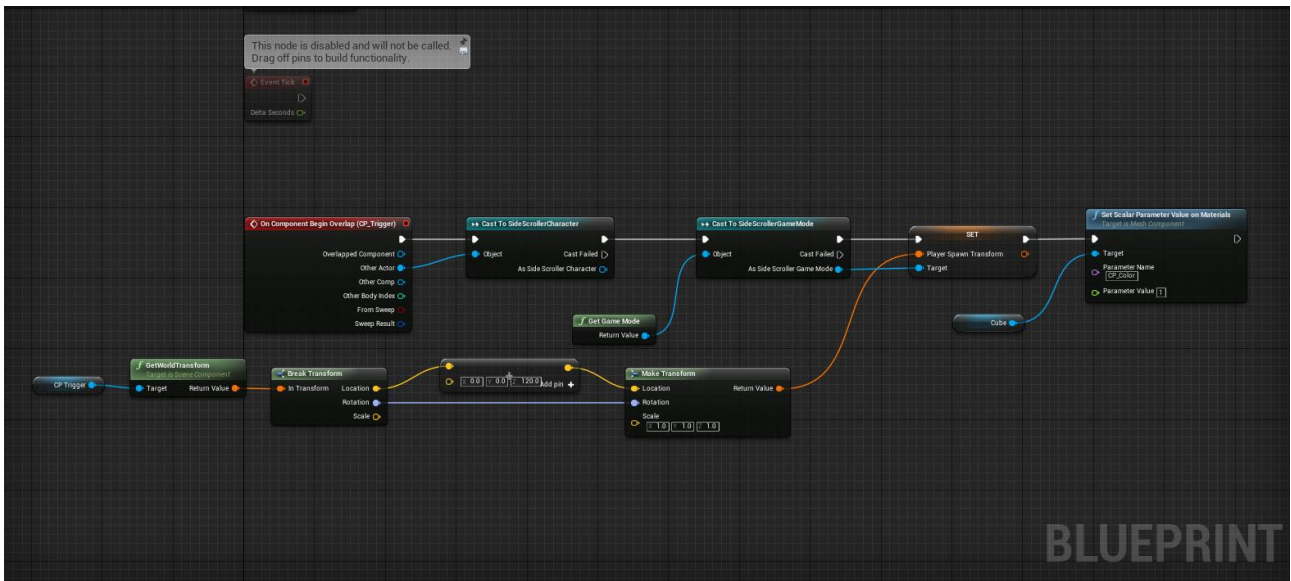 This node is disabled and will not be called.
Drag off pins to build functionality.
Event Tick
Delta Seconds
On Component Begin Overlap (CP_Trigger)
Overlapped Component
Other Actor
Other Comp
Other Body Index
From Sweep
Sweep Result
Cast To SideScrollerCharacter
Object
Cast Failed
As Side Scroller Character
Cast To SideScrollerGameMode
Object
Cast Failed
As Side Scroller Game Mode
f Get Game Mode
Return Value
SET
Player Spawn Transform
Target
f Set Scalar Parameter Value on Materials
Target is Mesh Component
Target
Parameter Name
CP_Color
Parameter Value 1
Cube
CP Trigger
f GetWorldTransform
Target is Scene Component
Target Return Value
Break Transform
In Transform Location
Rotation
Scale
X 0.0 Y 0.0 Z 120.0 Add pin +
Make Transform
Location Return Value
Rotation
Scale
X 1.0 Y 1.0 Z 1.0
BLUEPRINT